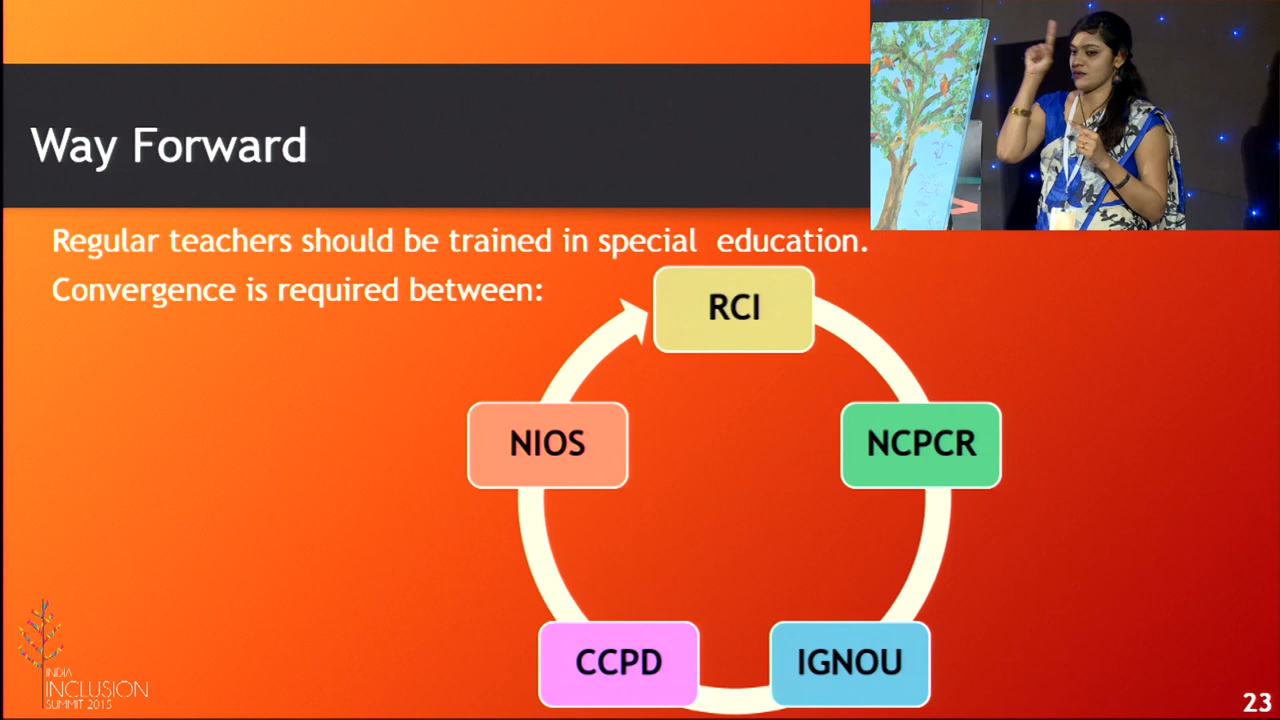 Way Forward
Regular teachers should be trained in special education.
Convergence is required between:
RCI
NIOS
NCPCR
CCPD
IGNOU
INDIA
INCLUSION
SUMMIT 2015
23